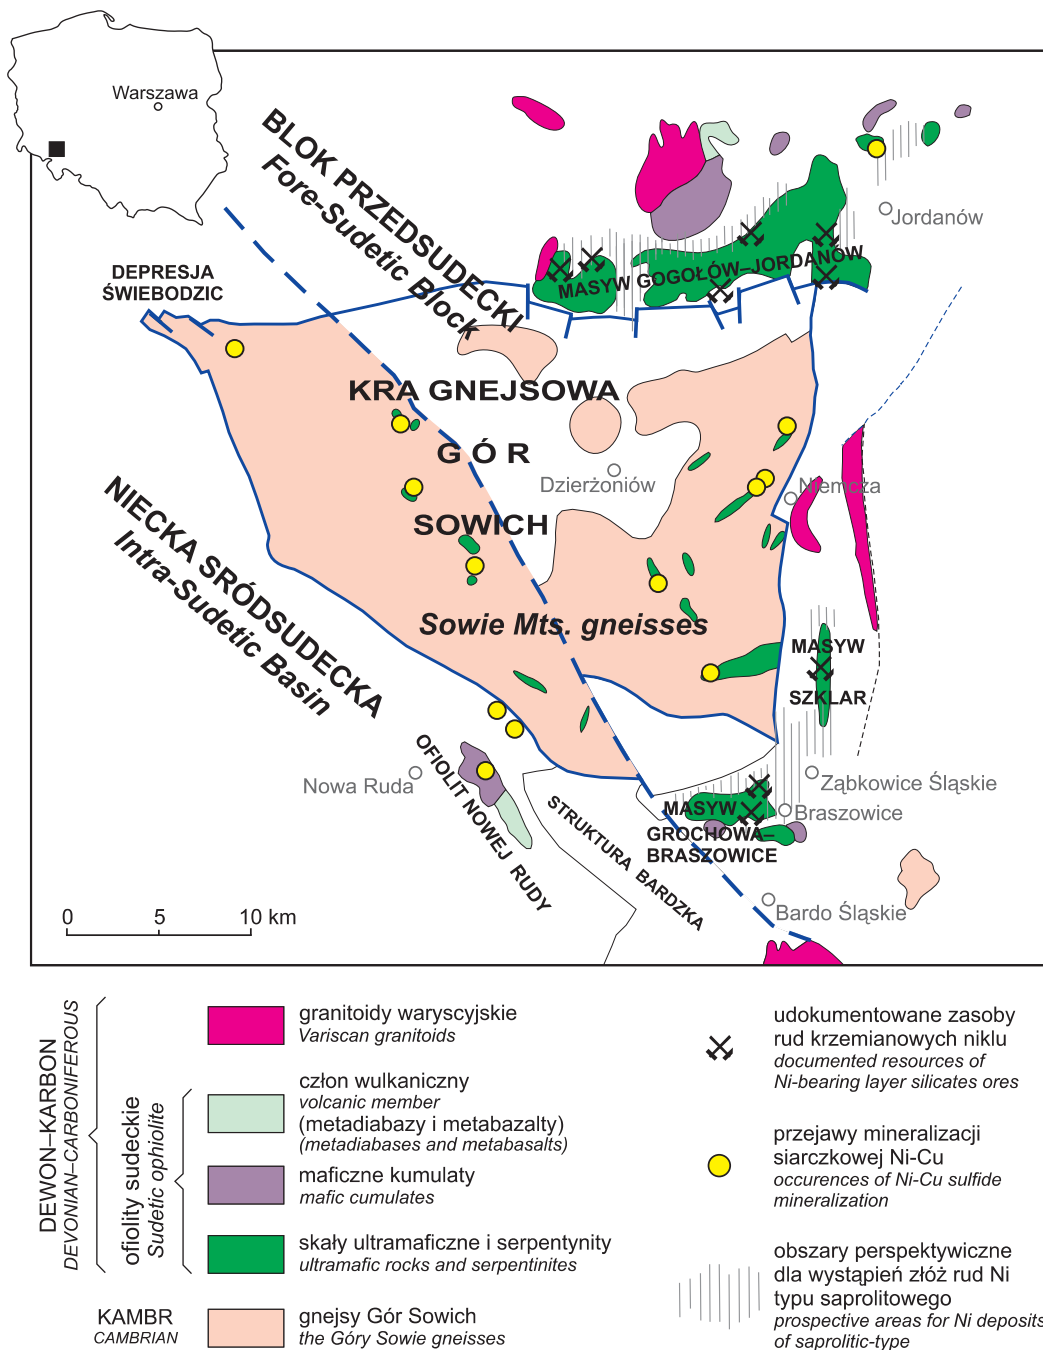 Warszawa
BLOK PRZEDSUDECKI
Fore-Sudetic Block
Jordanów
DEPRESJA
ŚWIEBODZIC
MASYW GOGOŁÓW–JORDANÓW
KRA GNEJSOWA
GÓR
SOWICH
Sowie Mts. gneisses
Dzierżoniów
Niemcza
NIECKA SRÓDSUDECKA
Intra-Sudetic Basin
MASYW
SZKLAR
OFIOLIT NOWEJ RUDY
Nowa Ruda
STRUKTURA BARDZKA
Ząbkowice Śląskie
MASYW
Braszowice
GROCHOWA–
BRASZOWICE
Bardo Śląskie
0 5 10 km
DEWON–KARBON
DEVONIAN–CARBONIFEROUS
ofiolity sudeckie
Sudetic ophiolite
granitoidy waryscyjskie
Variscan granitoids
człon wulkaniczny
volcanic member
(metadiabazy i metabazalty)
(metadiabases and metabasalts)
maficzne kumulaty
mafic cumulates
skały ultramaficzne i serpentynity
ultramafic rocks and serpentinites
KAMBR
CAMBRIAN
gnejsy Gór Sowich
the Góry Sowie gneisses
udokumentowane zasoby
rud krzemianowych niklu
documented resources of
Ni-bearing layer silicates ores
przejawy mineralizacji
siarczkowej Ni-Cu
occurences of Ni-Cu sulfide
mineralization
obszary perspektywiczne
dla wystąpień złóż rud Ni
typu saprolitowego
prospective areas for Ni deposits
of saprolitic-type